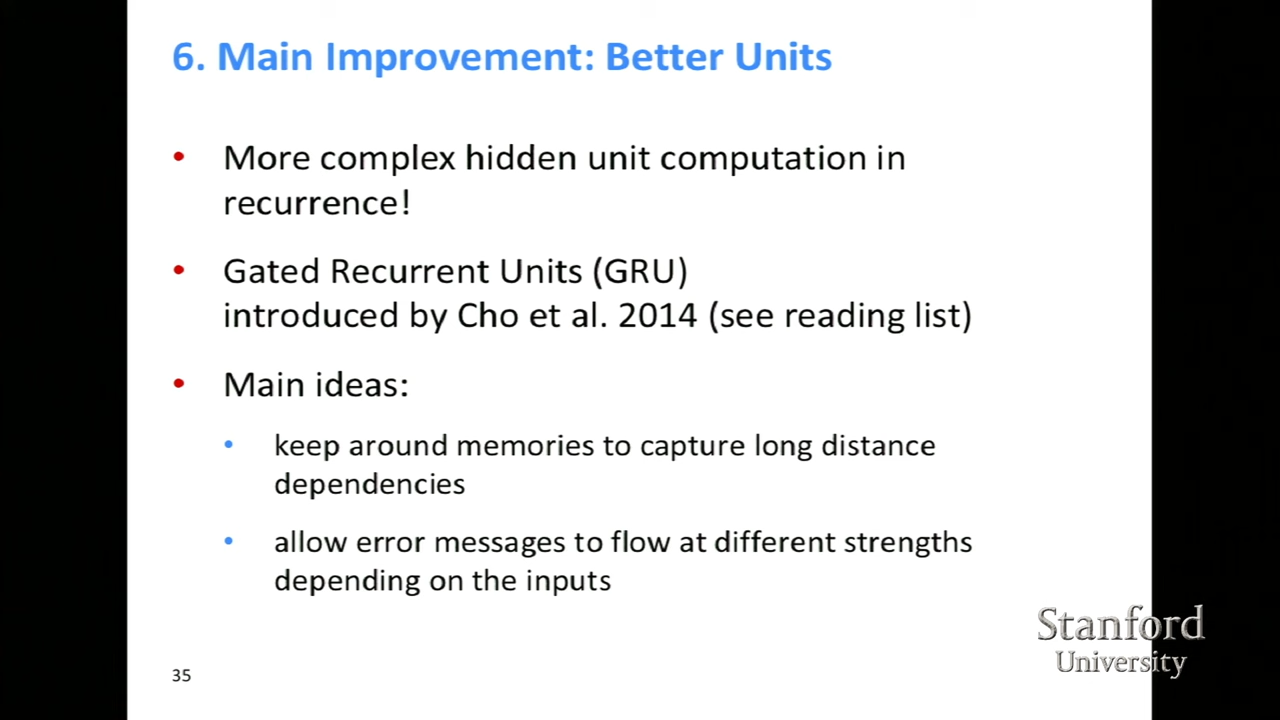 6. Main Improvement: Better Units
• More complex hidden unit computation in
recurrence!
• Gated Recurrent Units (GRU)
introduced by Cho et al. 2014 (see reading list)
• Main ideas:
• keep around memories to capture long distance
dependencies
• allow error messages to flow at different strengths
depending on the inputs
35
Stanford
University